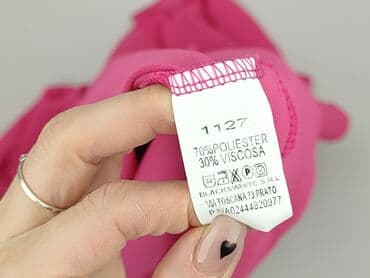 1127
70%POLIESTER
30% VISCOSA
BLACK&WHITE S.R.L
VIA TOSCANA 73 PRATO
P. IVA02444820977